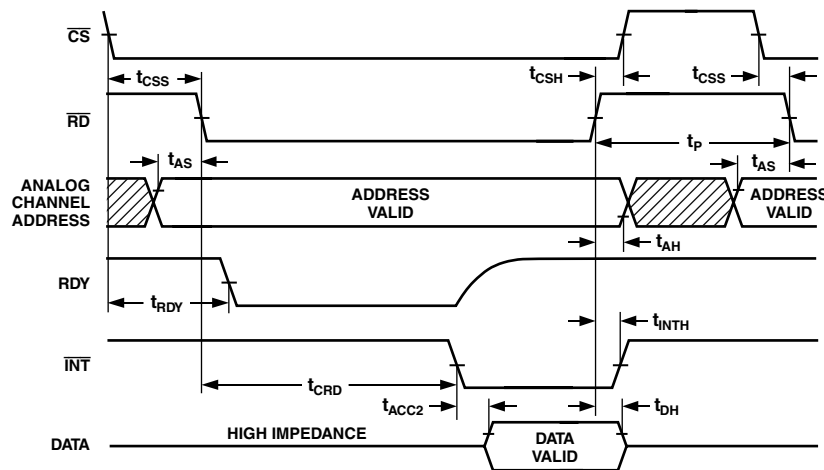 CS
tCSS
tCSH
tCSS
RD
tP
tAS
tAS
ANALOG
CHANNEL
ADDRESS
ADDRESS
VALID
ADDRESS
VALID
tAH
RDY
tRDY
tINTH
INT
tCRD
tACC2
tDH
DATA
HIGH IMPEDANCE
DATA
VALID